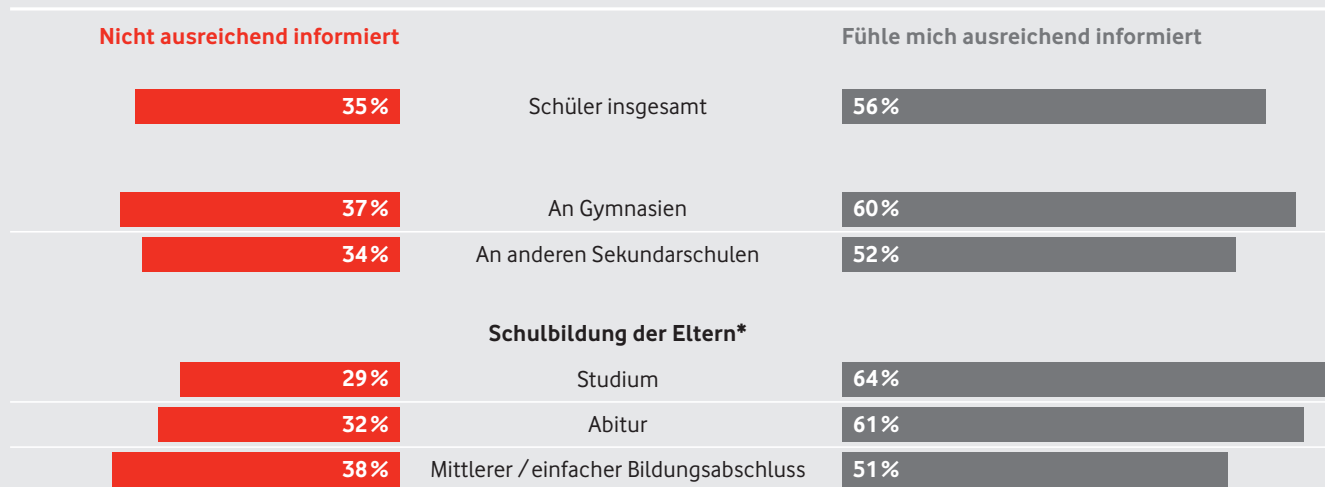 Nicht ausreichend informiert Fühle mich ausreichend informiert
35 % Schüler insgesamt 56 %
37 % An Gymnasien 60 %
34 % An anderen Sekundarschulen 52 %
Schulbildung der Eltern*
29 % Studium 64 %
32 % Abitur 61 %
38 % Mittlerer / einfacher Bildungsabschluss 51 %